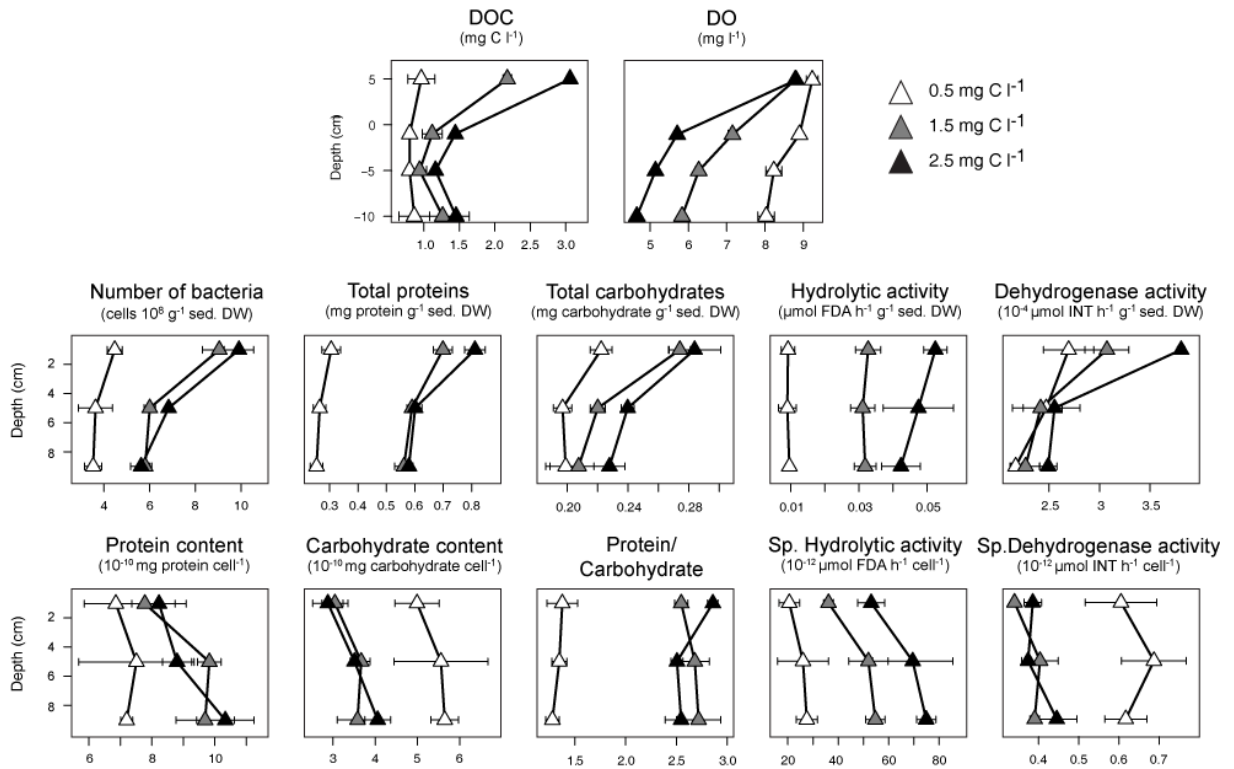 DOC
(mg C l⁻¹)
DO
(mg l⁻¹)
0.5 mg C l⁻¹
1.5 mg C l⁻¹
2.5 mg C l⁻¹
Depth (cm)
5
0
−5
−10
1.0 1.5 2.0 2.5 3.0
5 6 7 8 9
Number of bacteria
(cells 10⁸ g⁻¹ sed. DW)
Total proteins
(mg protein g⁻¹ sed. DW)
Total carbohydrates
(mg carbohydrate g⁻¹ sed. DW)
Hydrolytic activity
(µmol FDA h⁻¹ g⁻¹ sed. DW)
Dehydrogenase activity
(10⁻⁴ µmol INT h⁻¹ g⁻¹ sed. DW)
Depth (cm)
2
4
6
8
4 6 8 10
0.3 0.4 0.5 0.6 0.7 0.8
0.20 0.24 0.28
0.01 0.03 0.05
2.5 3 3.5
Protein content
(10⁻¹⁰ mg protein cell⁻¹)
Carbohydrate content
(10⁻¹⁰ mg carbohydrate cell⁻¹)
Protein/
Carbohydrate
Sp. Hydrolytic activity
(10⁻¹² µmol FDA h⁻¹ cell⁻¹)
Sp.Dehydrogenase activity
(10⁻¹² µmol INT h⁻¹ cell⁻¹)
Depth (cm)
2
4
6
8
6 8 10
3 4 5 6
1.5 2.0 2.5 3.0
20 40 60 80
0.4 0.5 0.6 0.7